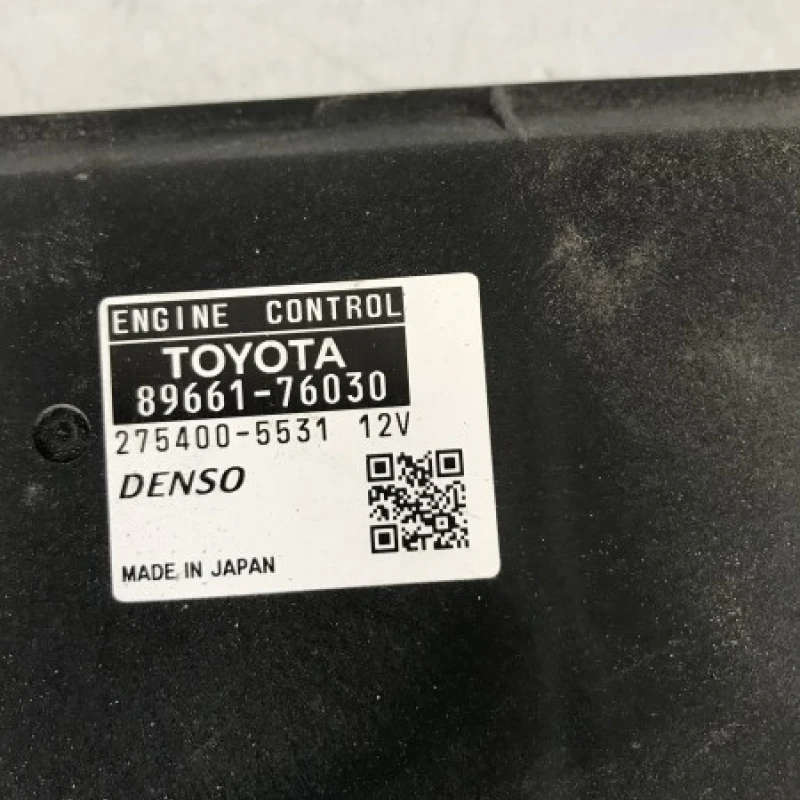 ENGINE CONTROL
TOYOTA
89661-76030
275400-5531 12V
DENSO
MADE IN JAPAN